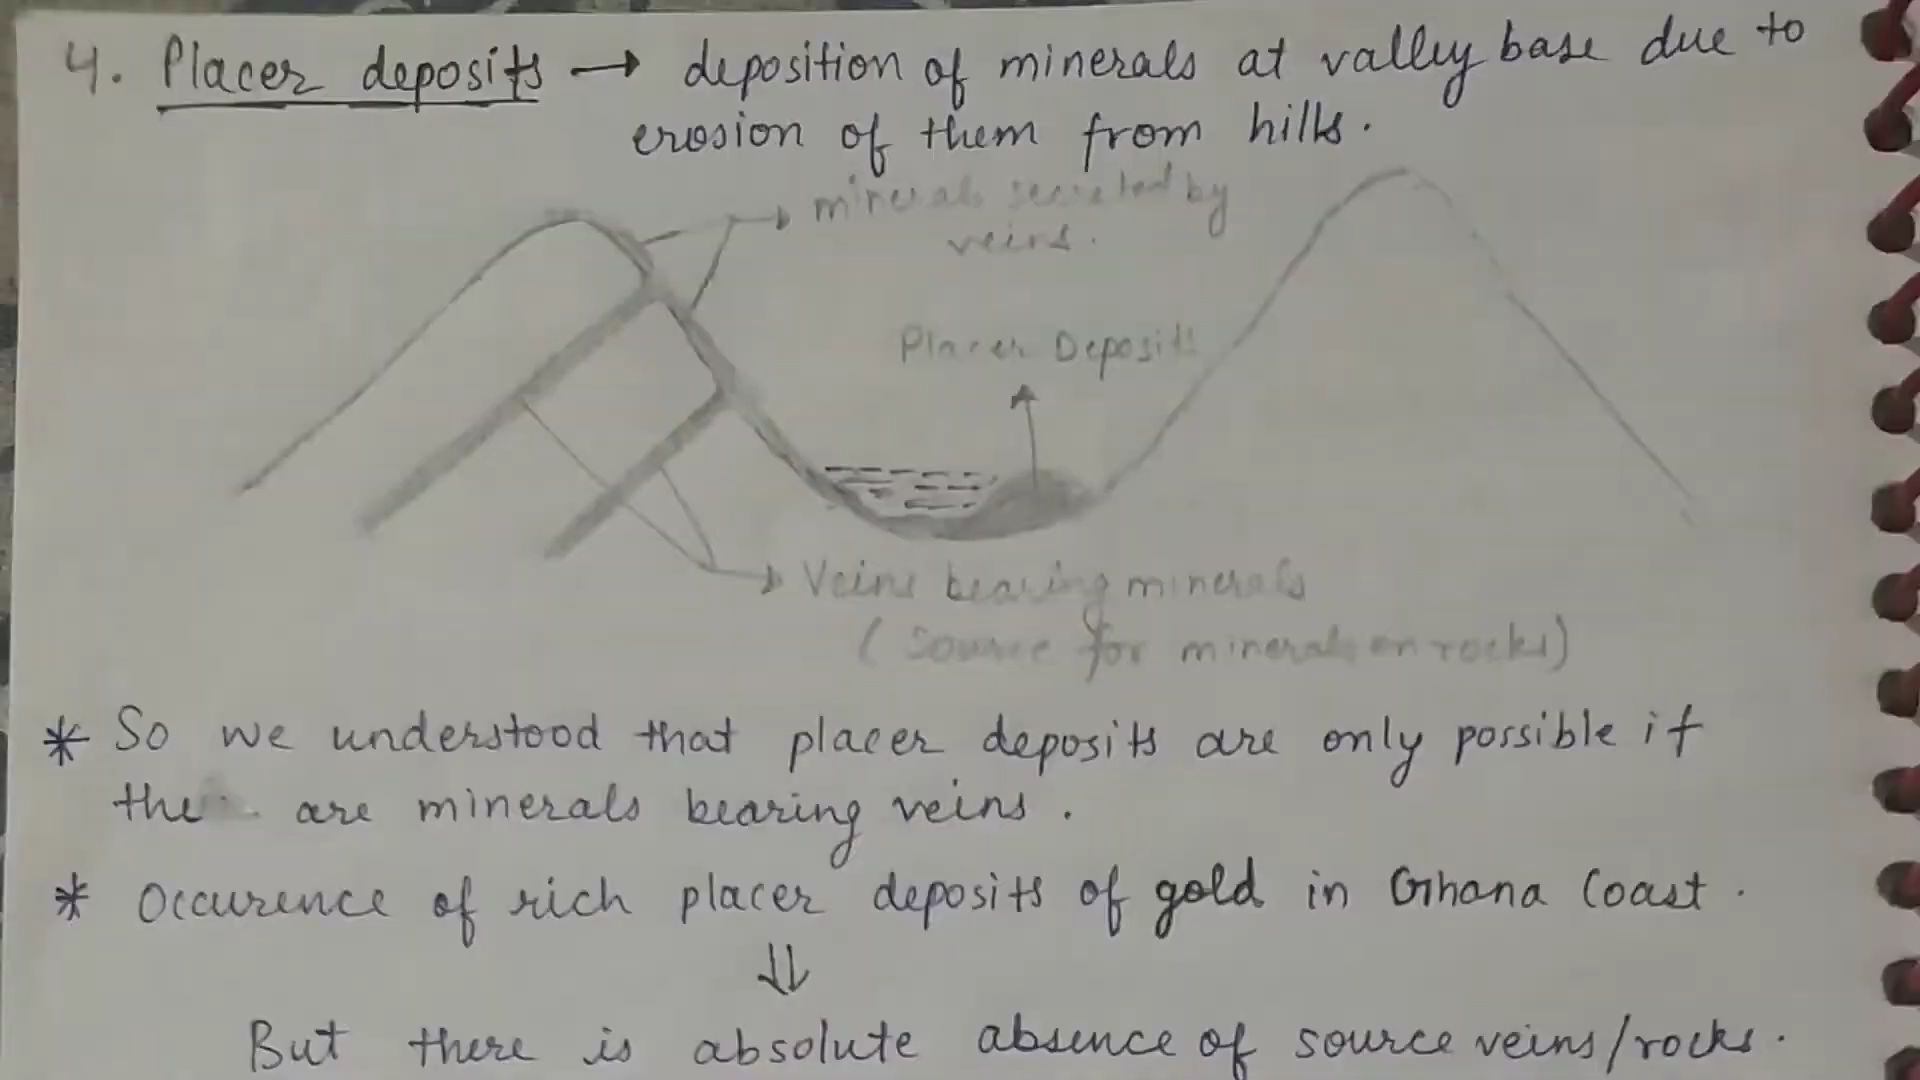 4. Placer deposits → deposition of minerals at valley base due to
erosion of them from hills.
minerals secreted by
veins.
Placer Deposits
Veins bearing minerals
(Source for minerals on rocks)
* So we understood that placer deposits are only possible if
the are minerals bearing veins.
* Occurence of rich placer deposits of gold in Ghana Coast.
⇓
But there is absolute absence of source veins/rocks.